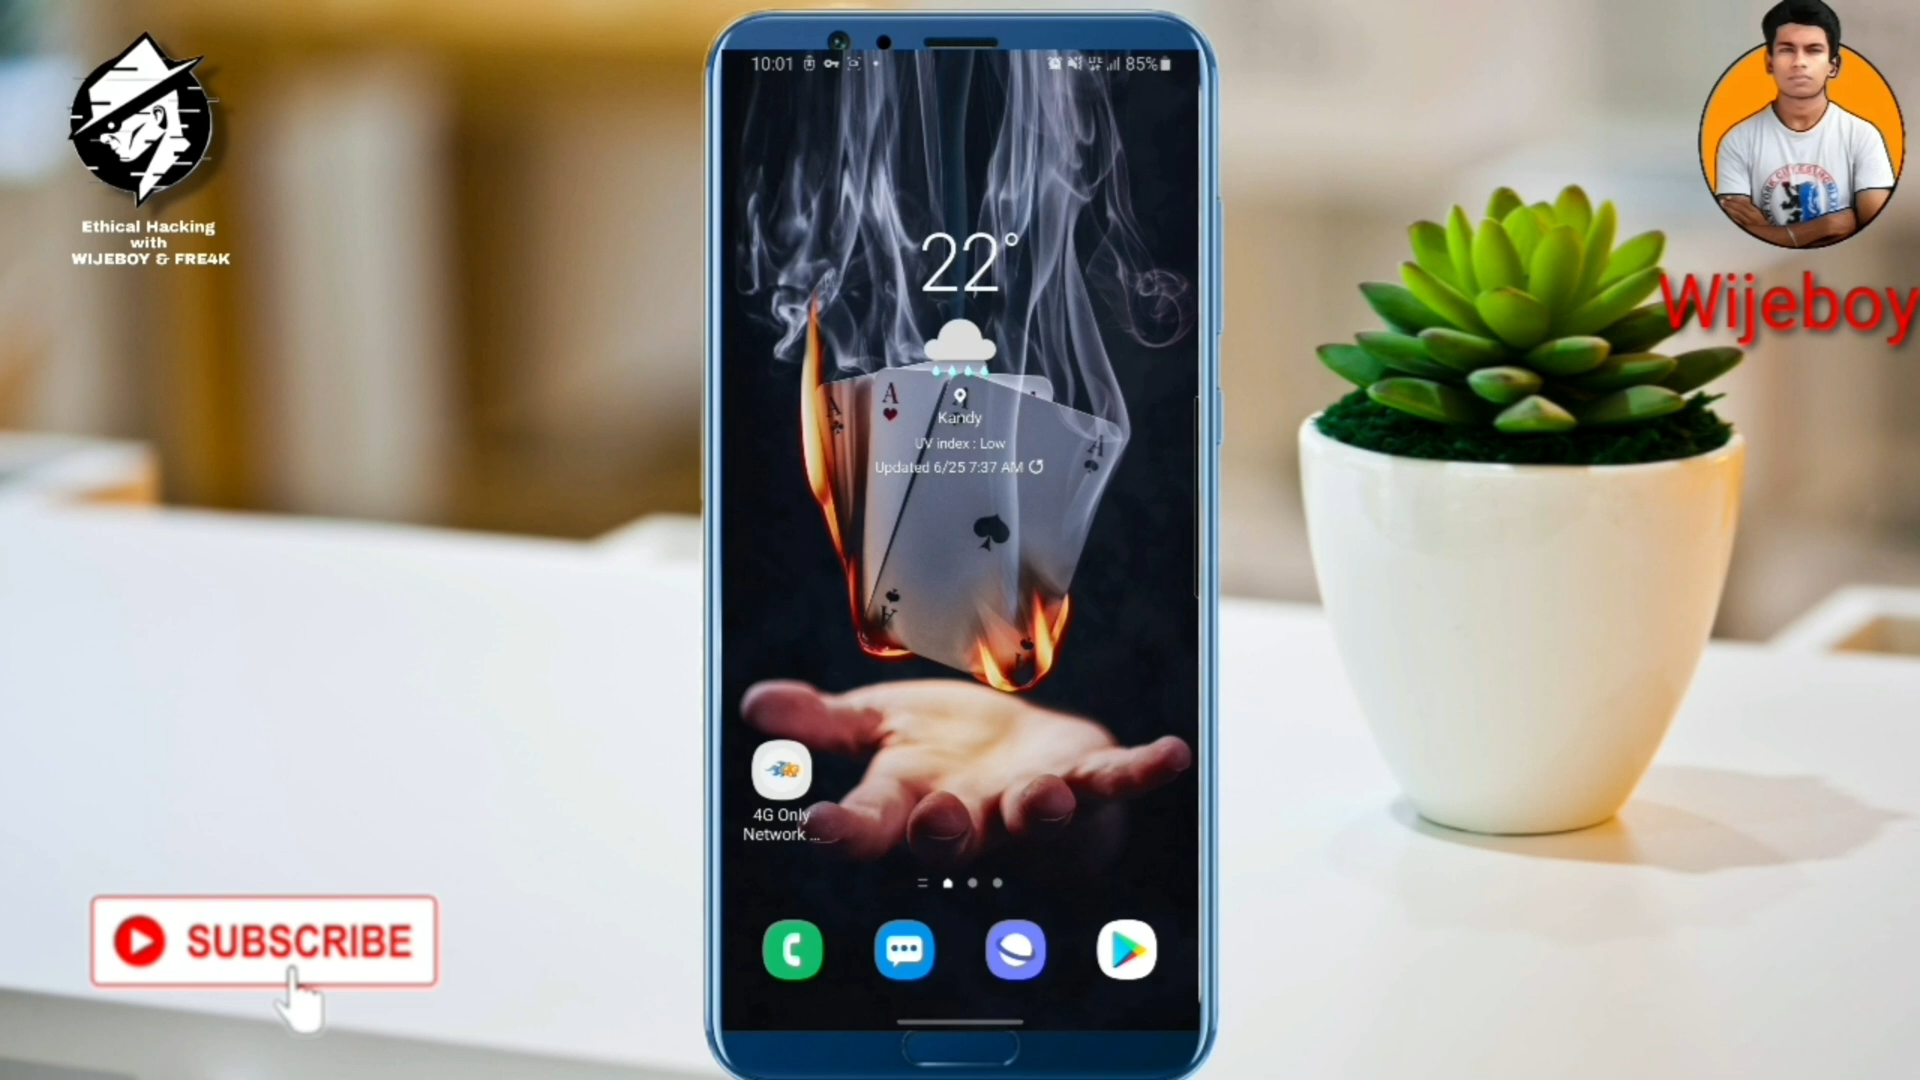 Ethical Hacking
with
WIJEBOY & FRE4K
10:01
85%
22°
A
A
A
Kandy
UV index : Low
Updated 6/25 7:37 AM
4G Only
Network ...
SUBSCRIBE
Wijeboy